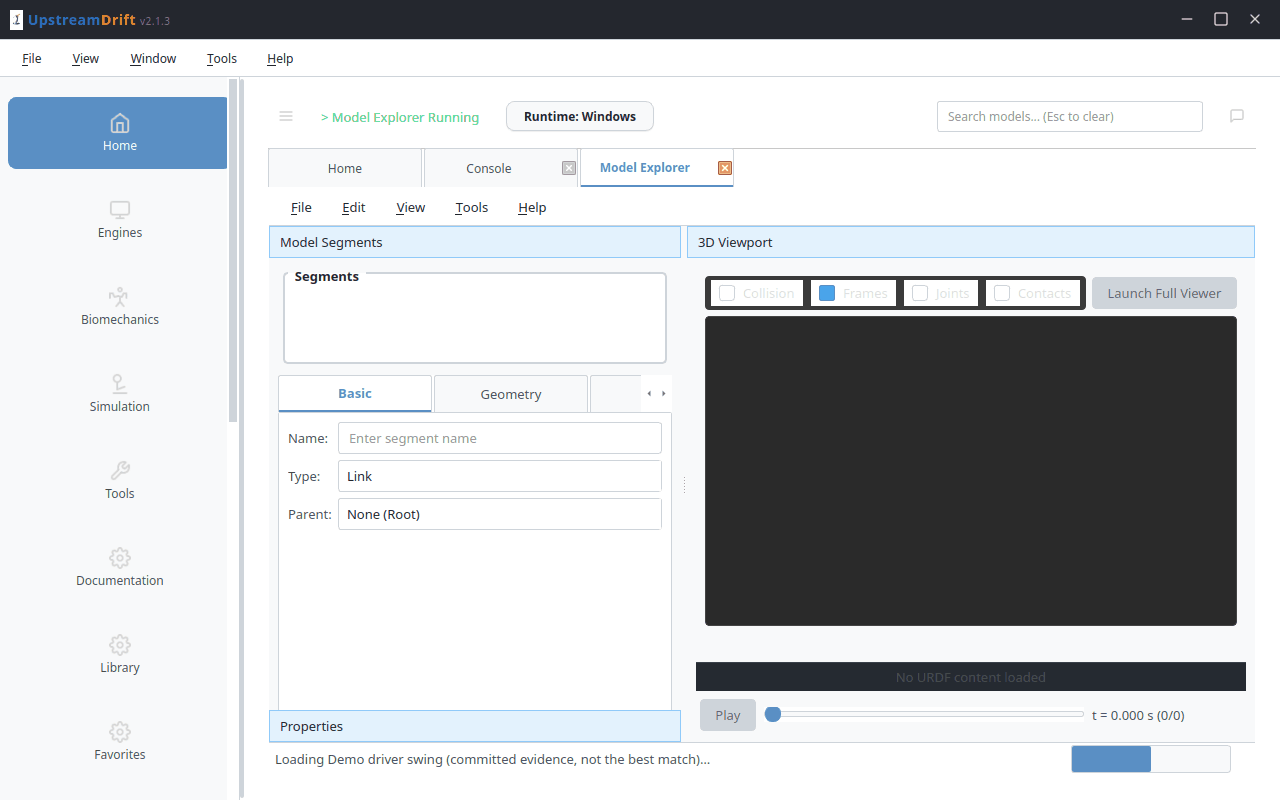 UpstreamDrift v2.1.3
File View Window Tools Help
Home
Engines
Biomechanics
Simulation
Tools
Documentation
Library
Favorites
> Model Explorer Running
Runtime: Windows
Search models... (Esc to clear)
Home Console Model Explorer
File Edit View Tools Help
Model Segments
Segments
Basic Geometry
Name: Enter segment name
Type: Link
Parent: None (Root)
Properties
3D Viewport
Collision Frames Joints Contacts Launch Full Viewer
No URDF content loaded
Play t = 0.000 s (0/0)
Loading Demo driver swing (committed evidence, not the best match)...